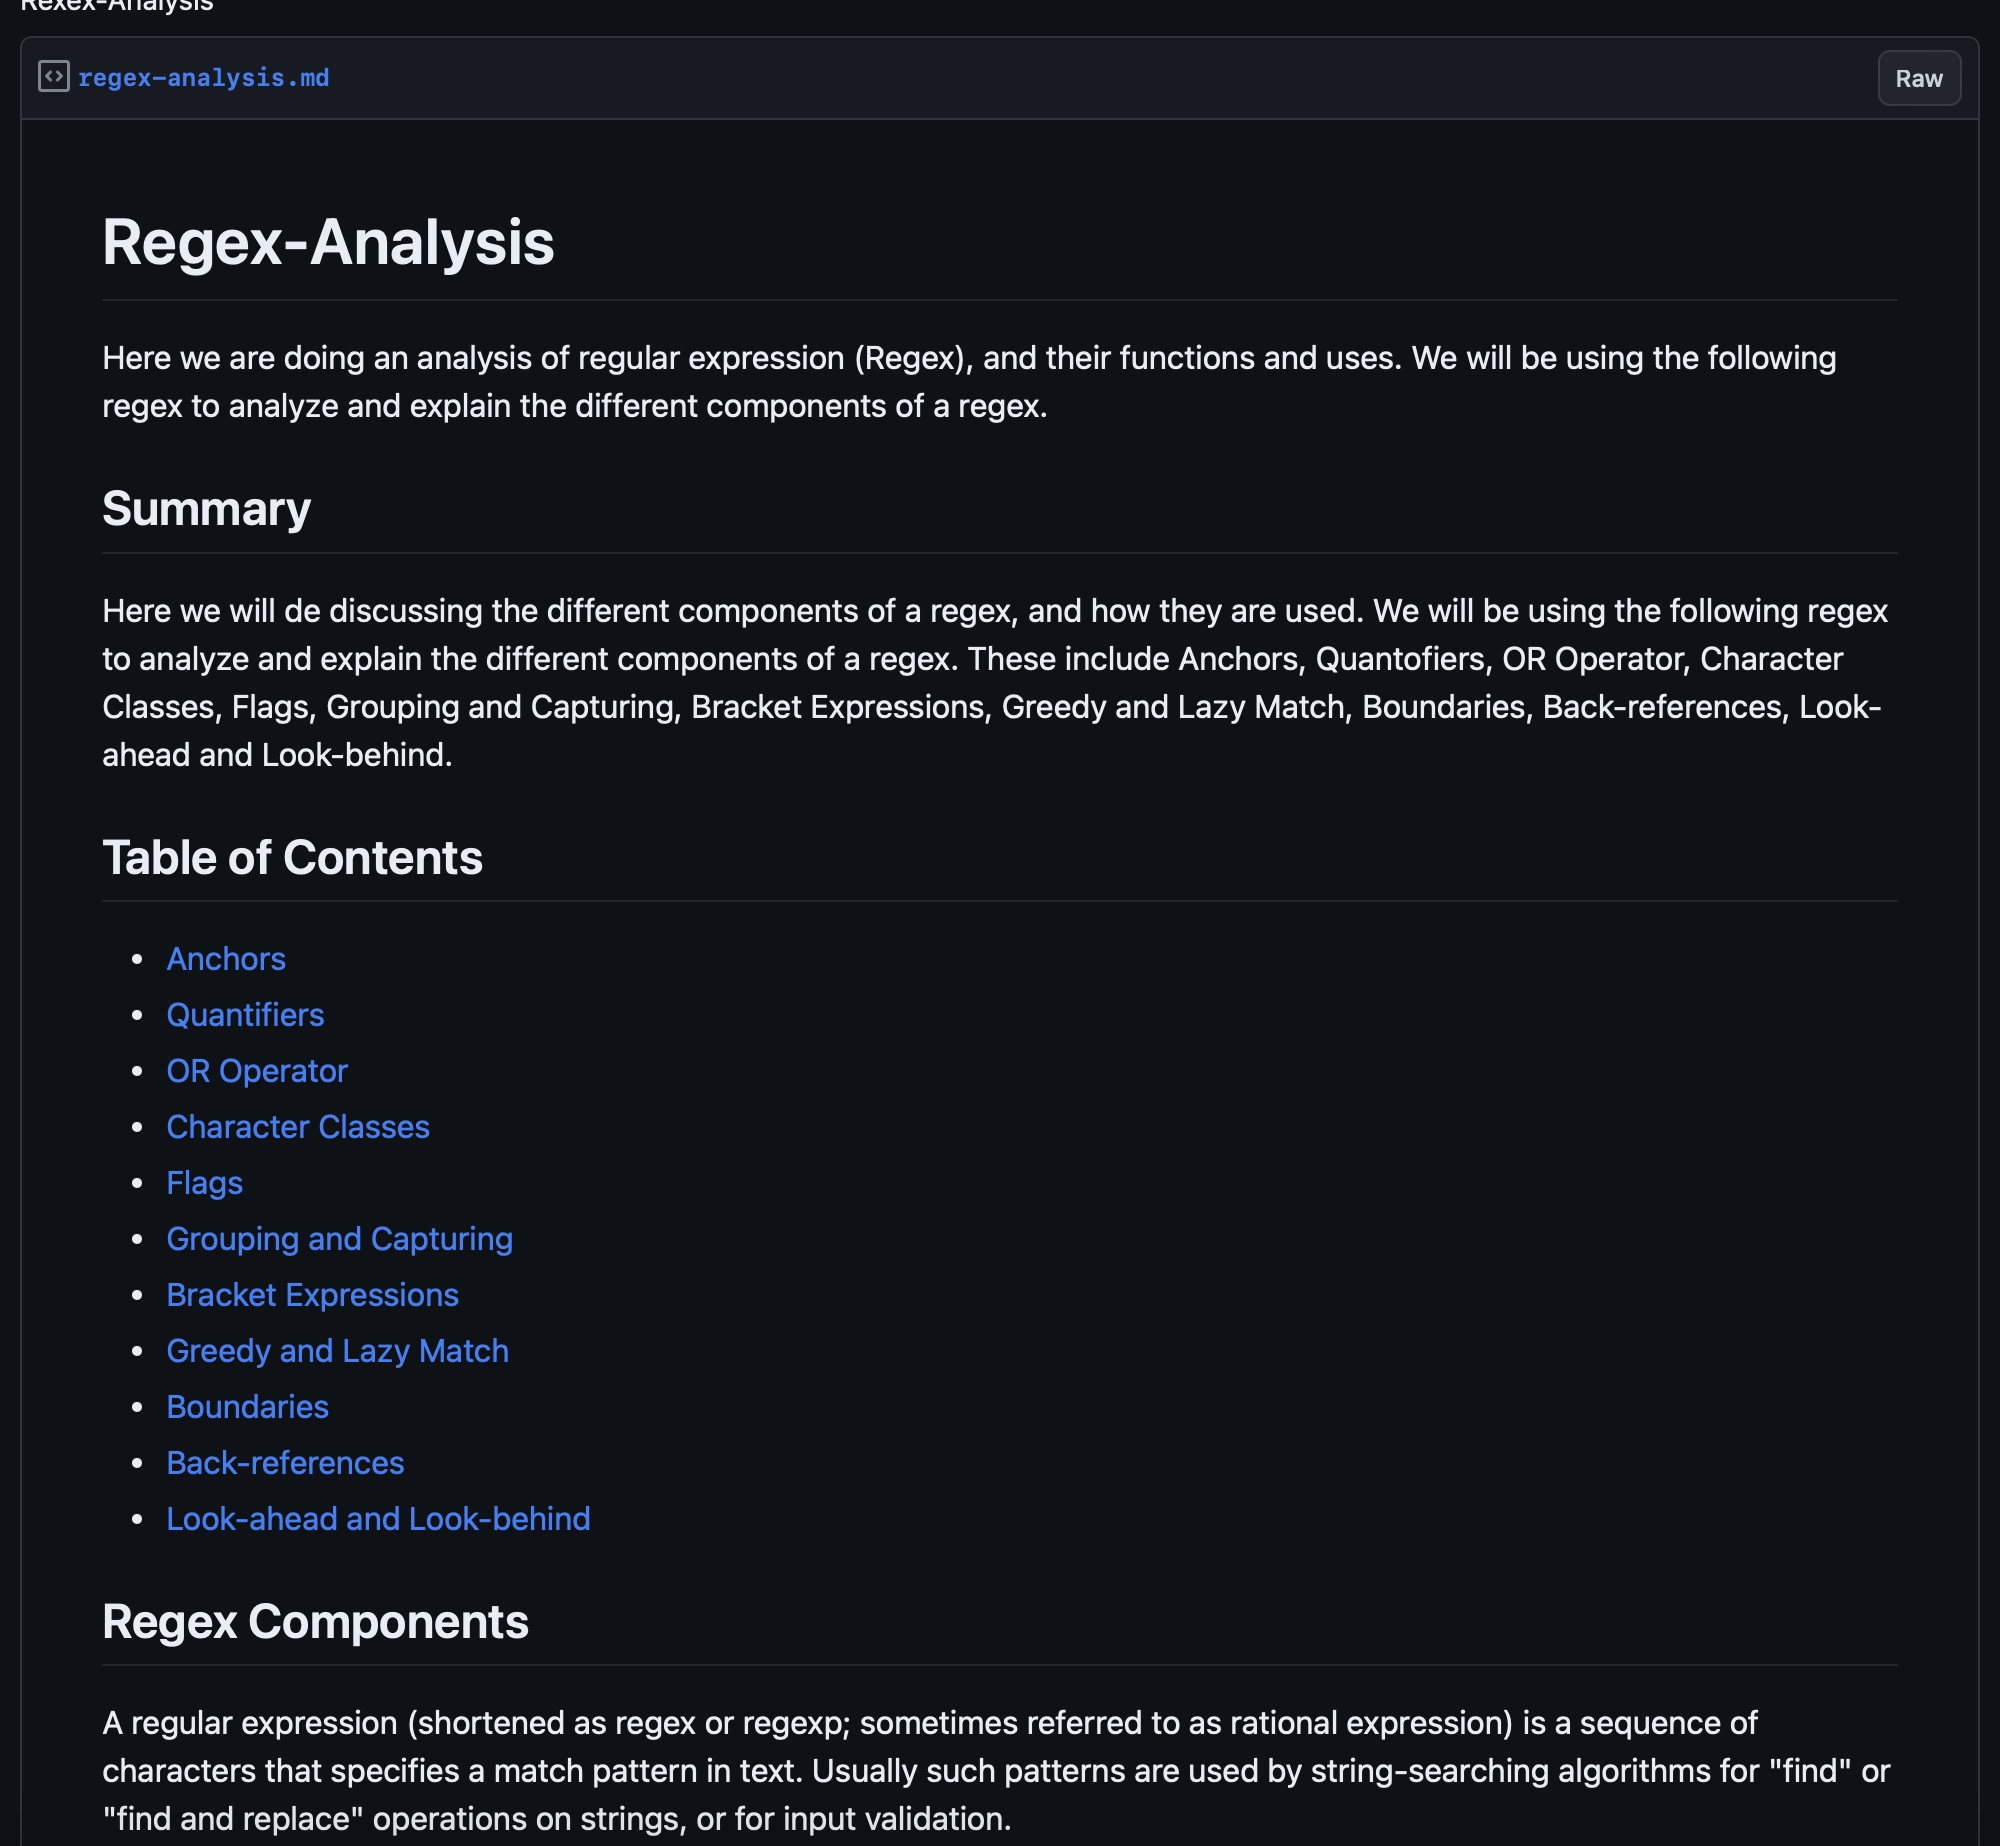 Rexex-Analysis
regex-analysis.md
Raw
Regex-Analysis
Here we are doing an analysis of regular expression (Regex), and their functions and uses. We will be using the following
regex to analyze and explain the different components of a regex.
Summary
Here we will de discussing the different components of a regex, and how they are used. We will be using the following regex
to analyze and explain the different components of a regex. These include Anchors, Quantofiers, OR Operator, Character
Classes, Flags, Grouping and Capturing, Bracket Expressions, Greedy and Lazy Match, Boundaries, Back-references, Look-
ahead and Look-behind.
Table of Contents
Anchors
Quantifiers
OR Operator
Character Classes
Flags
Grouping and Capturing
Bracket Expressions
Greedy and Lazy Match
Boundaries
Back-references
Look-ahead and Look-behind
Regex Components
A regular expression (shortened as regex or regexp; sometimes referred to as rational expression) is a sequence of
characters that specifies a match pattern in text. Usually such patterns are used by string-searching algorithms for "find" or
"find and replace" operations on strings, or for input validation.